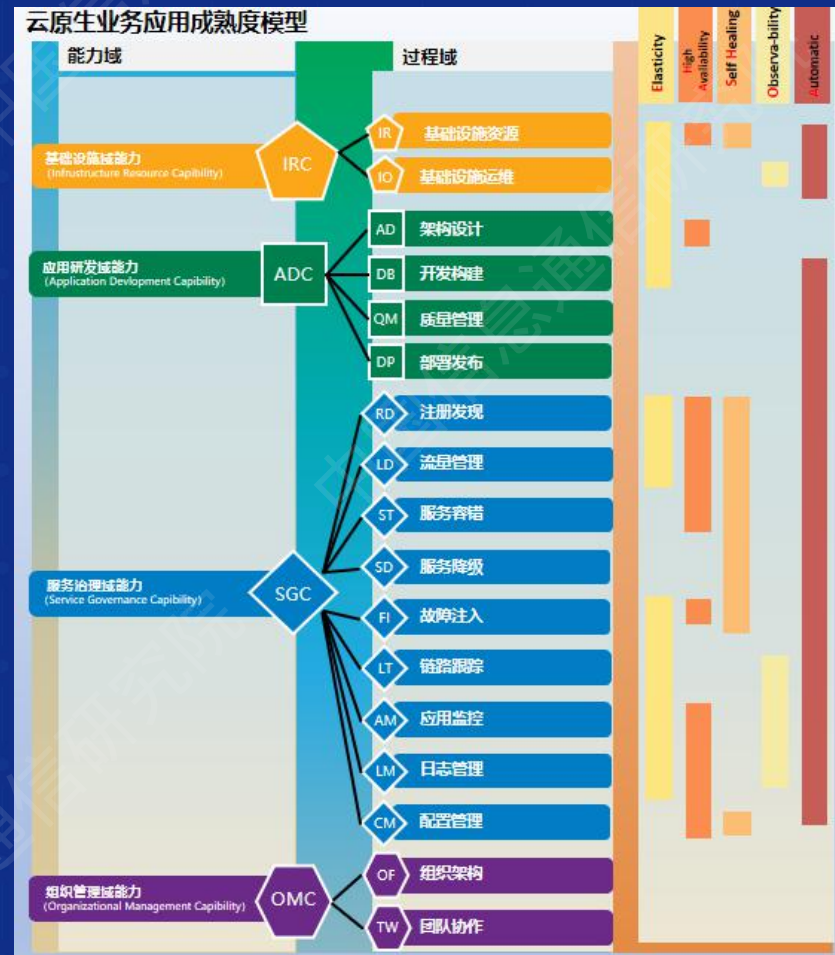 云原生业务应用成熟度模型
能力域
过程域
Elasticity
High
Avaliability
Self Healing
Observa-bility
Automatic
基础设施域能力
(Infrustructure Resource Capibility)
IRC
IR
基础设施资源
IO
基础设施运维
应用研发域能力
(Application Devlopment Capibility)
ADC
AD
架构设计
DB
开发构建
QM
质量管理
DP
部署发布
服务治理域能力
(Service Governance Capibility)
SGC
RD
注册发现
LD
流量管理
ST
服务容错
SD
服务降级
FI
故障注入
LT
链路跟踪
AM
应用监控
LM
日志管理
CM
配置管理
组织管理域能力
(Organizational Management Capibility)
OMC
OF
组织架构
TW
团队协作